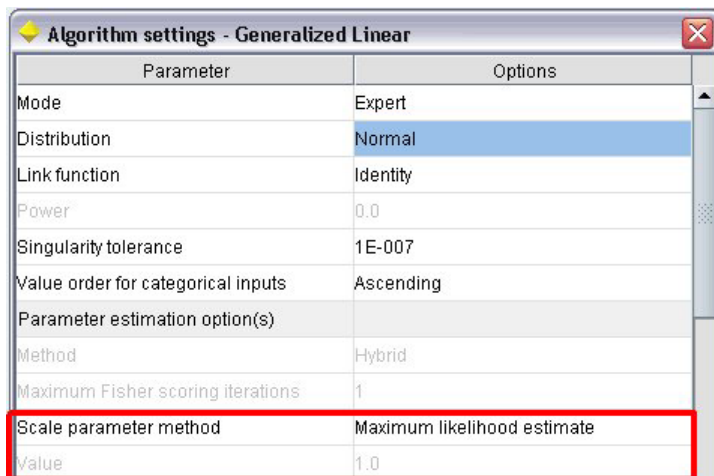 Algorithm settings - Generalized Linear
Parameter Options
Mode Expert
Distribution Normal
Link function Identity
Power 0.0
Singularity tolerance 1E-007
Value order for categorical inputs Ascending
Parameter estimation option(s)
Method Hybrid
Maximum Fisher scoring iterations 1
Scale parameter method Maximum likelihood estimate
Value 1.0